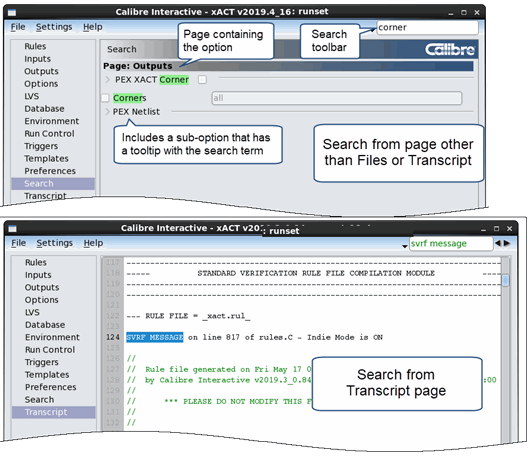 Calibre Interactive - xACT v2019.4_16: runset
File Settings Help
corner
Rules
Inputs
Outputs
Options
LVS
Database
Environment
Run Control
Triggers
Templates
Preferences
Search
Transcript
Search
Calibre
Page: Outputs
PEX XACT Corner
Corners
all
PEX Netlist
Page containing
the option
Search
toolbar
Includes a sub-option that has
a tooltip with the search term
Search from page other
than Files or Transcript
Calibre Interactive - xACT v2019.4_16: runset
File Settings Help
svrf message
Rules
Inputs
Outputs
Options
LVS
Database
Environment
Run Control
Triggers
Templates
Preferences
Search
Transcript
117 ----------
118 ----- STANDARD VERIFICATION RULE FILE COMPILATION MODULE -----
119 ----------
120 ----------
121
122 --- RULE FILE = _xact.rul_
123
124 SVRF MESSAGE on line 817 of rules.C - Indie Mode is ON
125
126 //
127 // Rule file generated on Fri May 17 0
128 // by Calibre Interactive v2019.3_0.84 :00
129 //
130 // *** PLEASE DO NOT MODIFY THIS F
131 //
132 //
Search from
Transcript page